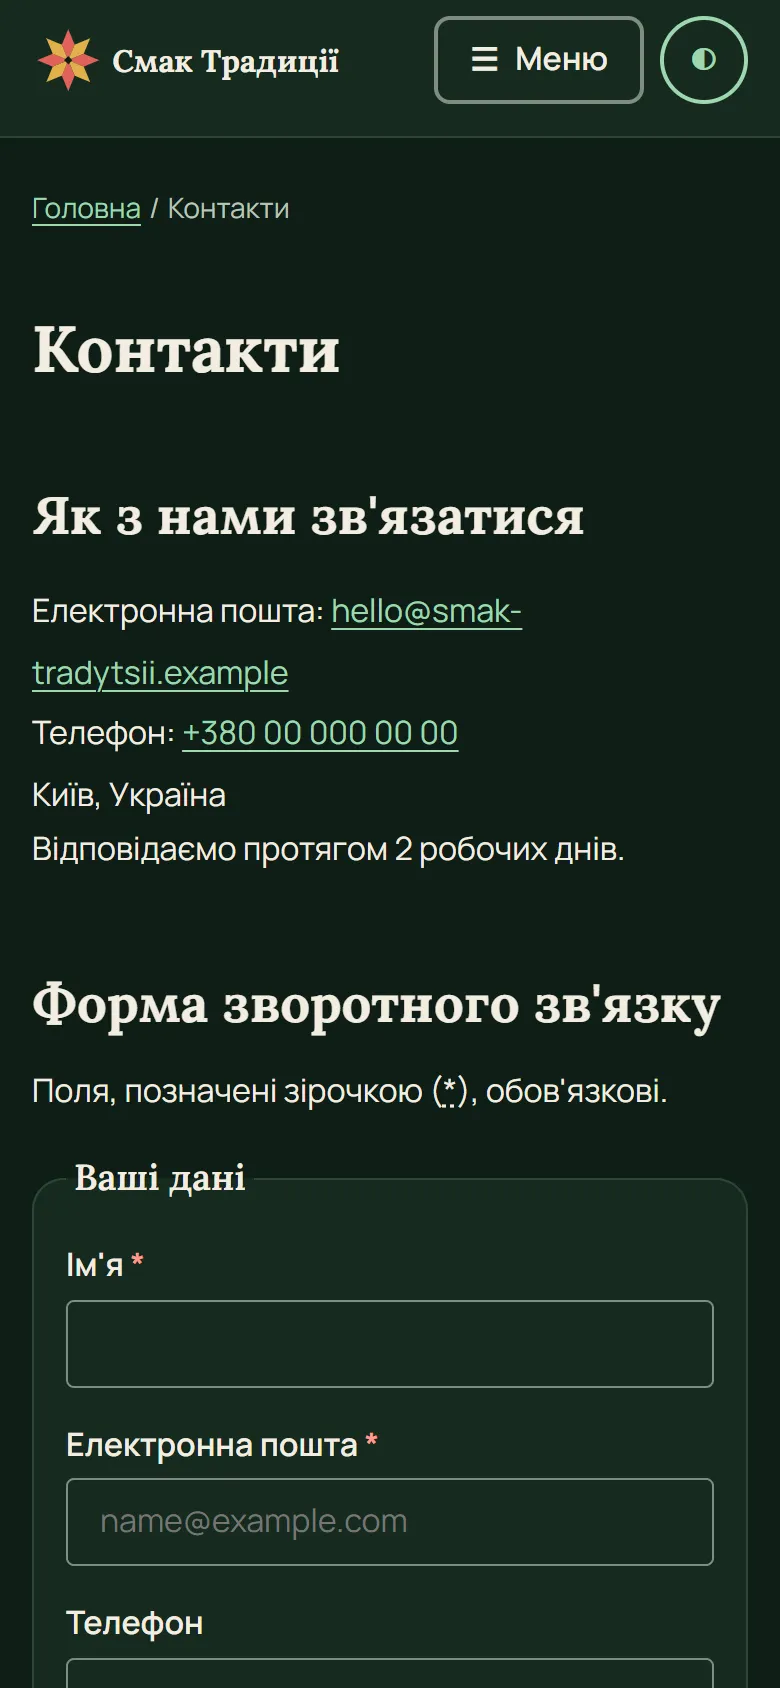 Смак Традиції
☰ Меню
Головна / Контакти
Контакти
Як з нами зв'язатися
Електронна пошта: hello@smak-
tradytsii.example
Телефон: +380 00 000 00 00
Київ, Україна
Відповідаємо протягом 2 робочих днів.
Форма зворотного зв'язку
Поля, позначені зірочкою (*), обов'язкові.
Ваші дані
Ім'я *
Електронна пошта *
name@example.com
Телефон